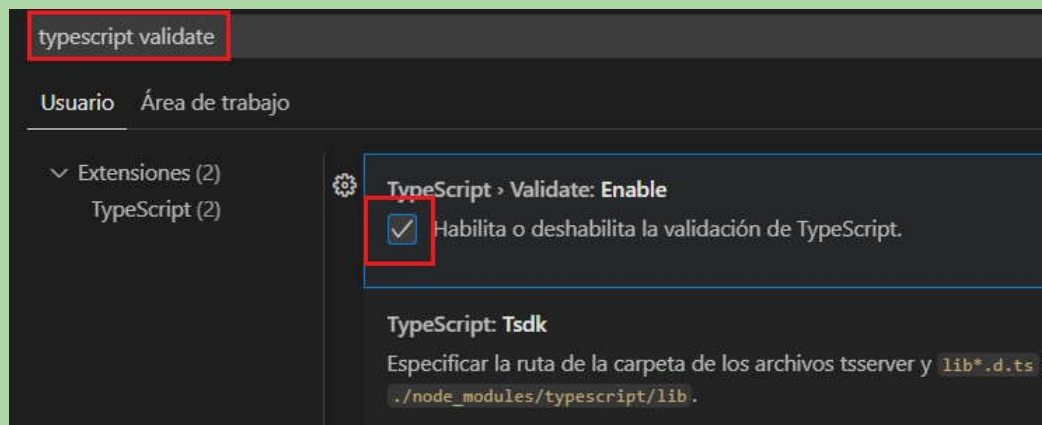 typescript validate
Usuario Área de trabajo
Extensiones (2)
TypeScript (2)
TypeScript › Validate: Enable
Habilita o deshabilita la validación de TypeScript.
TypeScript: Tsdk
Especificar la ruta de la carpeta de los archivos tsserver y lib*.d.ts
./node_modules/typescript/lib.